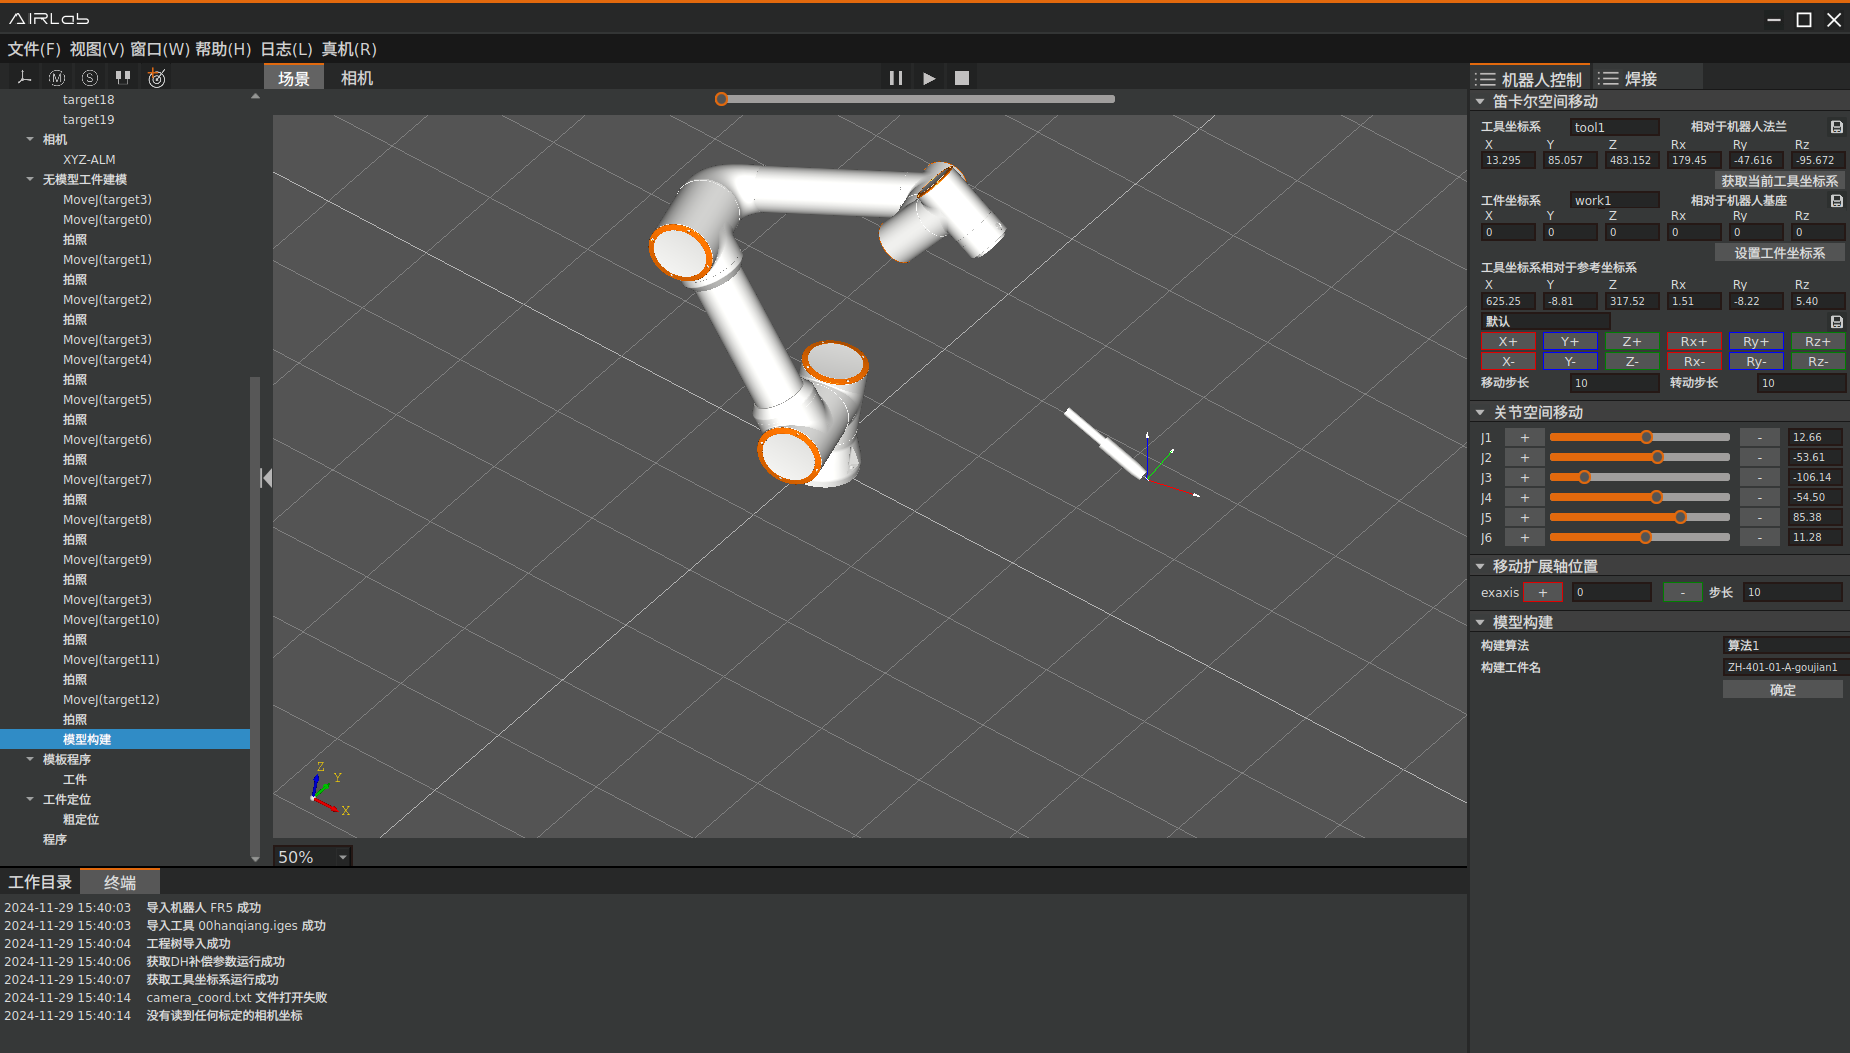 AIRLab
文件(F) 视图(V) 窗口(W) 帮助(H) 日志(L) 真机(R)
M S
场景 相机
target18
target19
相机
XYZ-ALM
无模型工件建模
MoveJ(target3)
MoveJ(target0)
拍照
MoveJ(target1)
拍照
MoveJ(target2)
拍照
MoveJ(target3)
MoveJ(target4)
拍照
MoveJ(target5)
拍照
MoveJ(target6)
拍照
MoveJ(target7)
拍照
MoveJ(target8)
拍照
MoveJ(target9)
拍照
MoveJ(target3)
MoveJ(target10)
拍照
MoveJ(target11)
拍照
MoveJ(target12)
拍照
模型构建
模板程序
工件
工件定位
粗定位
程序
Z
Y
X
50%
机器人控制 焊接
笛卡尔空间移动
工具坐标系 tool1 相对于机器人法兰
X Y Z Rx Ry Rz
13.295 85.057 483.152 179.45 -47.616 -95.672
获取当前工具坐标系
工件坐标系 work1 相对于机器人基座
X Y Z Rx Ry Rz
0 0 0 0 0 0
设置工件坐标系
工具坐标系相对于参考坐标系
X Y Z Rx Ry Rz
625.25 -8.81 317.52 1.51 -8.22 5.40
默认
X+ Y+ Z+ Rx+ Ry+ Rz+
X- Y- Z- Rx- Ry- Rz-
移动步长 10 转动步长 10
关节空间移动
J1 + - 12.66
J2 + - -53.61
J3 + - -106.14
J4 + - -54.50
J5 + - 85.38
J6 + - 11.28
移动扩展轴位置
exaxis + 0 - 步长 10
模型构建
构建算法 算法1
构建工件名 ZH-401-01-A-goujian1
确定
工作目录 终端
2024-11-29 15:40:03 导入机器人 FR5 成功
2024-11-29 15:40:03 导入工具 00hanqiang.iges 成功
2024-11-29 15:40:04 工程树导入成功
2024-11-29 15:40:06 获取DH补偿参数运行成功
2024-11-29 15:40:07 获取工具坐标系运行成功
2024-11-29 15:40:14 camera_coord.txt 文件打开失败
2024-11-29 15:40:14 没有读到任何标定的相机坐标